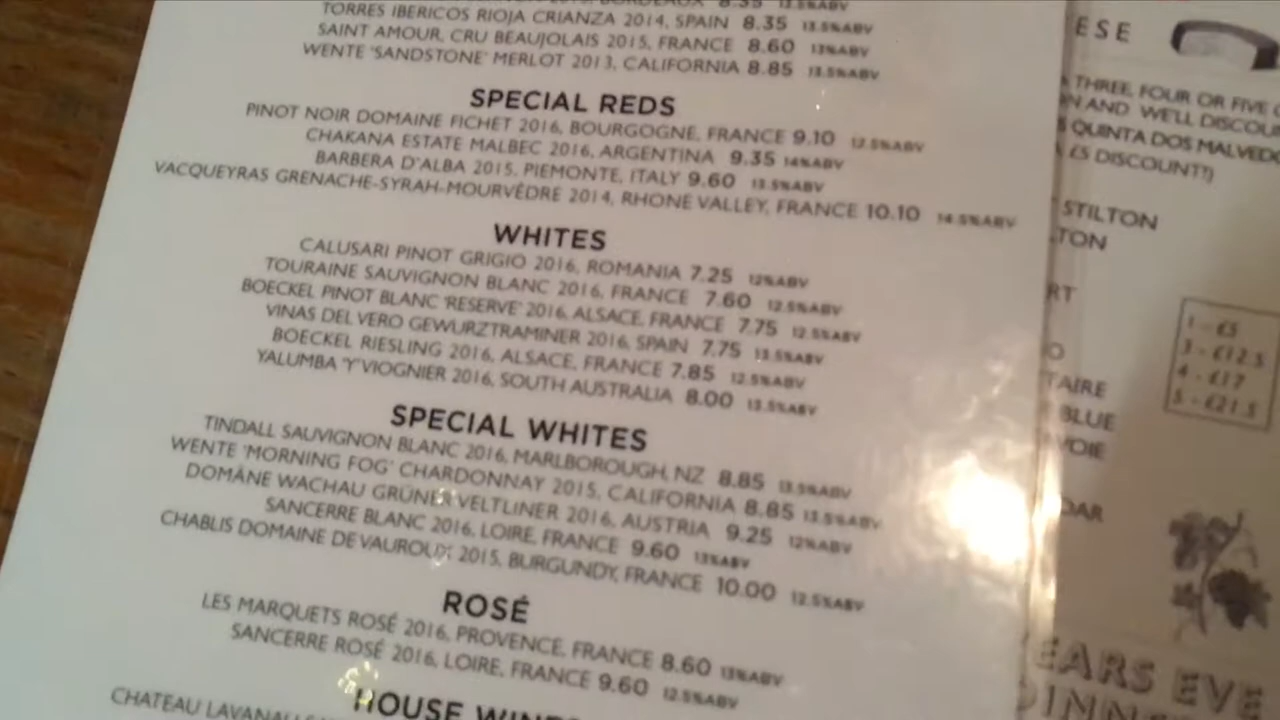 BORDEAUX 8.35 13.5%ABV
TORRES IBERICOS RIOJA CRIANZA 2014, SPAIN 8.35 13.5%ABV
SAINT AMOUR, CRU BEAUJOLAIS 2015, FRANCE 8.60 13%ABV
WENTE 'SANDSTONE' MERLOT 2013, CALIFORNIA 8.85 13.5%ABV
SPECIAL REDS
PINOT NOIR DOMAINE FICHET 2016, BOURGOGNE, FRANCE 9.10 12.5%ABV
CHAKANA ESTATE MALBEC 2016, ARGENTINA 9.35 14%ABV
BARBERA D'ALBA 2015, PIEMONTE, ITALY 9.60 13.5%ABV
VACQUEYRAS GRENACHE-SYRAH-MOURVÉDRE 2014, RHONE VALLEY, FRANCE 10.10 14.5%ABV
WHITES
CALUSARI PINOT GRIGIO 2016, ROMANIA 7.25 12%ABV
TOURAINE SAUVIGNON BLANC 2016, FRANCE 7.60 12.5%ABV
BOECKEL PINOT BLANC 'RESERVE' 2016, ALSACE, FRANCE 7.75 12.5%ABV
VINAS DEL VERO GEWURZTRAMINER 2016, SPAIN 7.75 13.5%ABV
BOECKEL RIESLING 2016, ALSACE, FRANCE 7.85 12.5%ABV
YALUMBA 'Y' VIOGNIER 2016, SOUTH AUSTRALIA 8.00 13.5%ABV
SPECIAL WHITES
TINDALL SAUVIGNON BLANC 2016, MARLBOROUGH, NZ 8.85 13.5%ABV
WENTE 'MORNING FOG' CHARDONNAY 2015, CALIFORNIA 8.85 13.5%ABV
DOMÄNE WACHAU GRÜNER VELTLINER 2016, AUSTRIA 9.25 12%ABV
SANCERRE BLANC 2016, LOIRE, FRANCE 9.60 13%ABV
CHABLIS DOMAINE DE VAUROUX 2015, BURGUNDY, FRANCE 10.00 12.5%ABV
ROSÉ
LES MARQUETS ROSÉ 2016, PROVENCE, FRANCE 8.60 13%ABV
SANCERRE ROSÉ 2016, LOIRE, FRANCE 9.60 12.5%ABV
HOUSE WINES
CHATEAU
ESE
THREE, FOUR OR FIVE
AND WE'LL DISCOU
QUINTA DOS MALVEDO
£5 DISCOUNT!)
STILTON
TON
RT
O
TAIRE
BLUE
VOIE
DAR
1 - £5
3 - £12.5
4 - £17
5 - £21.5
EARS EVE
DINN